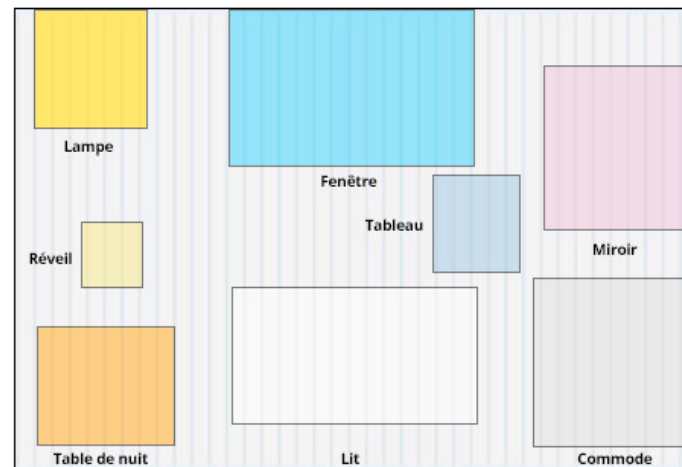 Lampe
Fenêtre
Tableau
Miroir
Réveil
Table de nuit
Lit
Commode